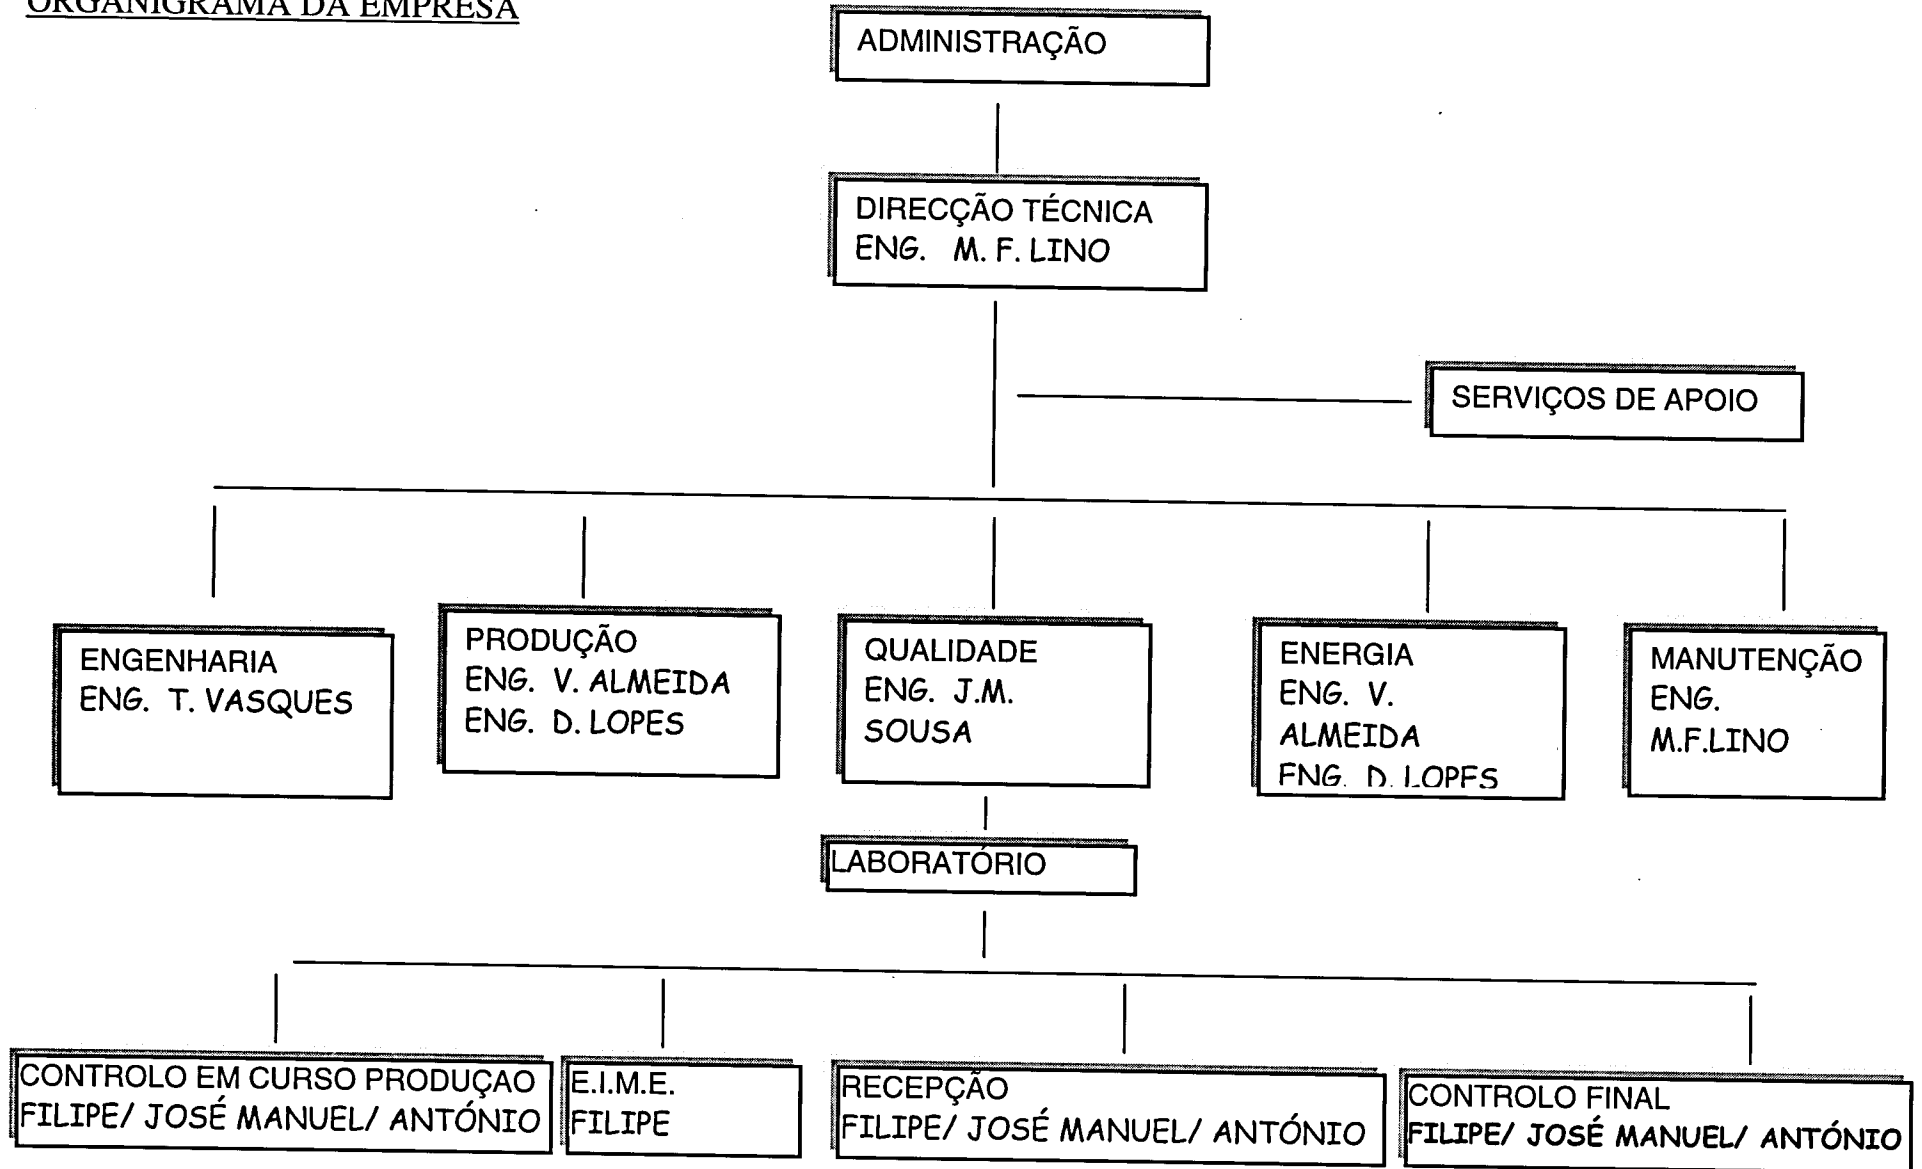 ORGANIGRAMA DA EMPRESA
ADMINISTRAÇÃO
DIRECÇÃO TÉCNICA
ENG. M. F. LINO
SERVIÇOS DE APOIO
ENGENHARIA
ENG. T. VASQUES
PRODUÇÃO
ENG. V. ALMEIDA
ENG. D. LOPES
QUALIDADE
ENG. J.M.
SOUSA
ENERGIA
ENG. V.
ALMEIDA
ENG. D. LOPES
MANUTENÇÃO
ENG.
M.F.LINO
LABORATÓRIO
CONTROLO EM CURSO PRODUÇAO
FILIPE/ JOSÉ MANUEL/ ANTÓNIO
E.I.M.E.
FILIPE
RECEPÇÃO
FILIPE/ JOSÉ MANUEL/ ANTÓNIO
CONTROLO FINAL
FILIPE/ JOSÉ MANUEL/ ANTÓNIO